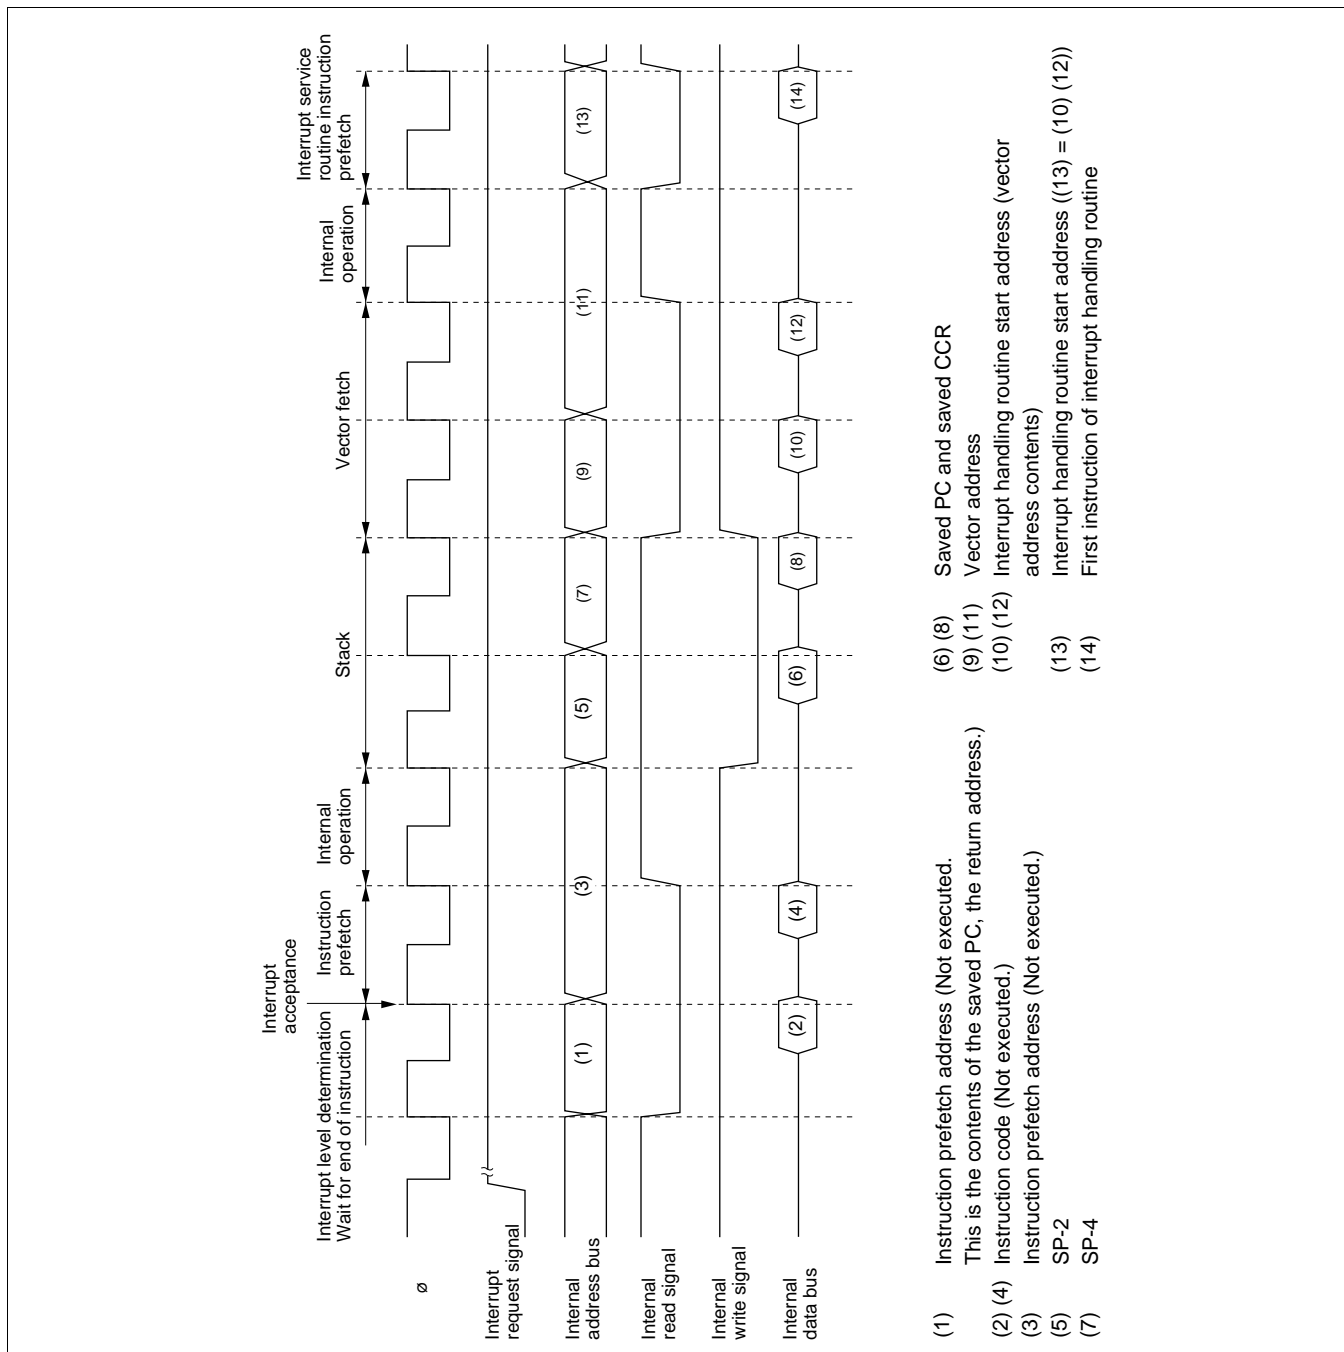 Interrupt level determination
Wait for end of instruction
Interrupt
acceptance
Instruction
prefetch
Internal
operation
Stack
Vector fetch
Internal
operation
Interrupt service
routine instruction
prefetch
ø
Interrupt
request signal
Internal
address bus
(1)
(3)
(5)
(7)
(9)
(11)
(13)
Internal
read signal
Internal
write signal
Internal
data bus
(2)
(4)
(6)
(8)
(10)
(12)
(14)
(1) Instruction prefetch address (Not executed.
This is the contents of the saved PC, the return address.)
(2) (4) Instruction code (Not executed.)
(3) Instruction prefetch address (Not executed.)
(5) SP-2
(7) SP-4
(6) (8) Saved PC and saved CCR
(9) (11) Vector address
(10) (12) Interrupt handling routine start address (vector
address contents)
(13) Interrupt handling routine start address ((13) = (10) (12))
(14) First instruction of interrupt handling routine